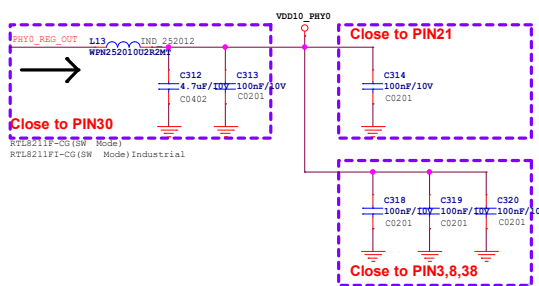 VDD10_PHY0
PHY0_REG_OUT
L13
IND_252012
WPN252010U2R2MT
Close to PIN21
C312
4.7uF/10V
C0402
C313
100nF/10V
C0201
C314
100nF/10V
C0201
Close to PIN30
RTL8211F-CG(SW Mode)
RTL8211FI-CG(SW Mode)Industrial
C318
100nF/10V
C0201
C319
100nF/10V
C0201
C320
100nF/10V
C0201
Close to PIN3,8,38